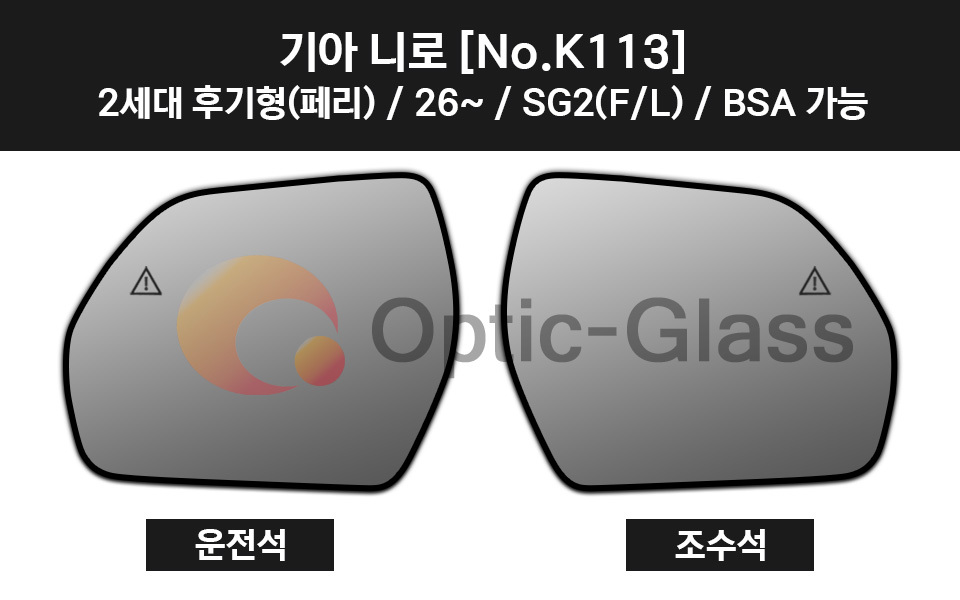 기아 니로 [No.K113]
2세대 후기형(페리) / 26~ / SG2(F/L) / BSA 가능
Optic-Glass
운전석
조수석